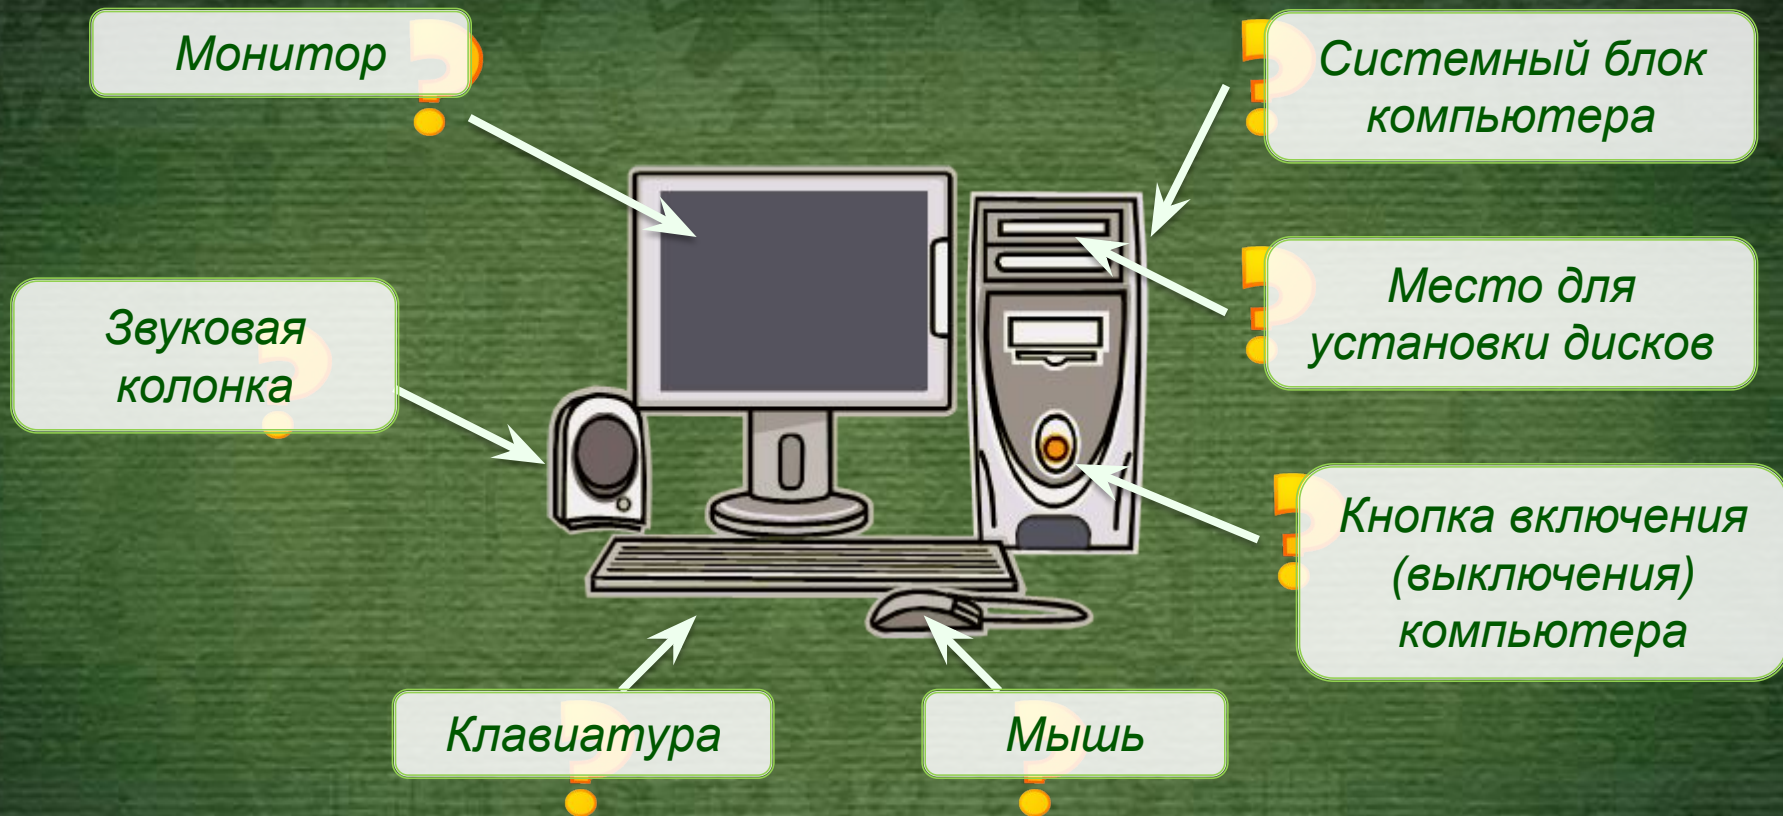 Монитор
Системный блок
компьютера
Звуковая
колонка
Место для
установки дисков
Кнопка включения
(выключения)
компьютера
Клавиатура
Мышь